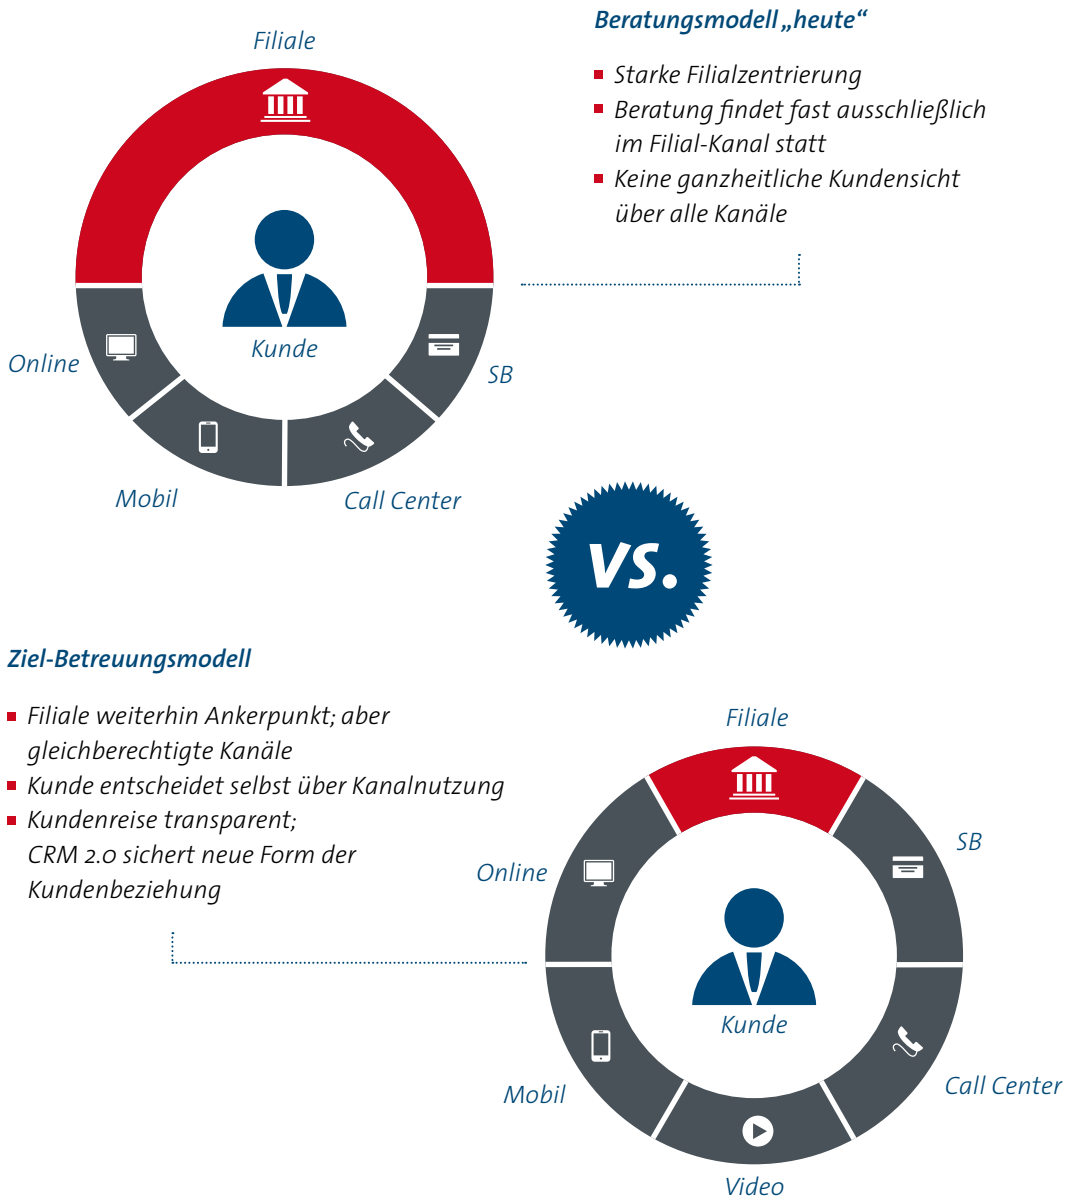 Beratungsmodell „heute“
Starke Filialzentrierung
Beratung findet fast ausschließlich
im Filial-Kanal statt
Keine ganzheitliche Kundensicht
über alle Kanäle
Filiale
Kunde
Online
SB
Mobil
Call Center
vs.
Ziel-Betreuungsmodell
Filiale weiterhin Ankerpunkt; aber
gleichberechtigte Kanäle
Kunde entscheidet selbst über Kanalnutzung
Kundenreise transparent;
CRM 2.0 sichert neue Form der
Kundenbeziehung
Filiale
SB
Online
Kunde
Mobil
Call Center
Video